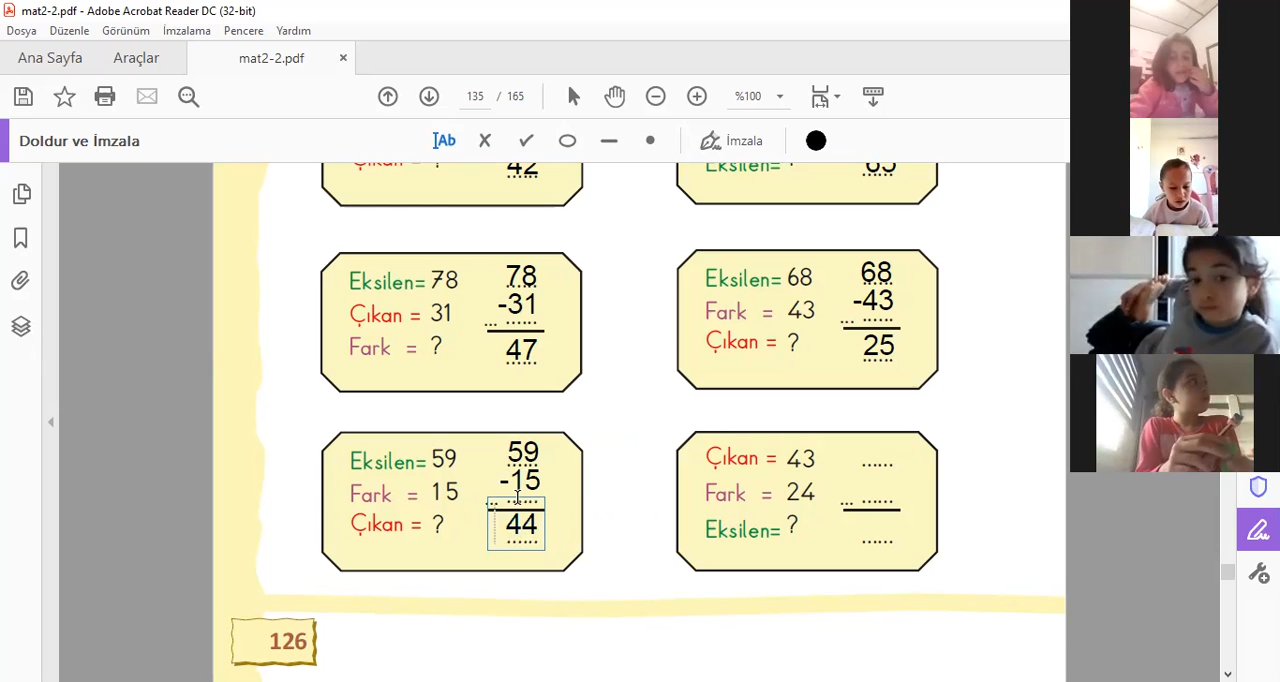 mat2-2.pdf - Adobe Acrobat Reader DC (32-bit)
Dosya Düzenle Görünüm İmzalama Pencere Yardım
Ana Sayfa Araçlar mat2-2.pdf ×
135 / 165 %100
Doldur ve İmzala
Ab İmzala
42
Eksilen= 78 78
Çıkan = 31 -31
Fark = ? 47
Eksilen= 68 68
Fark = 43 -43
Çıkan = ? 25
Eksilen= 59 59
Fark = 15 -15
Çıkan = ? 44
Çıkan = 43 ......
Fark = 24 ... ......
Eksilen= ? ......
126